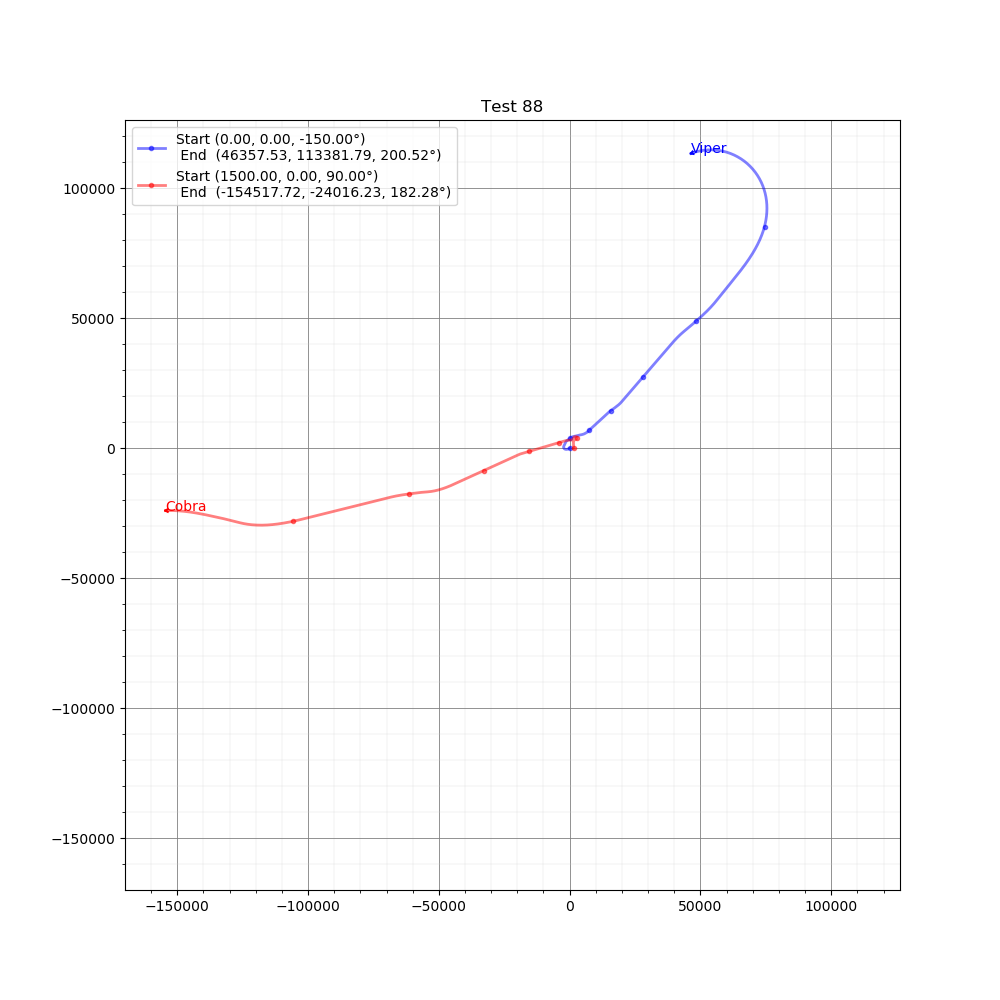 Test 88
Start (0.00, 0.00, -150.00°)
End (46357.53, 113381.79, 200.52°)
Start (1500.00, 0.00, 90.00°)
End (-154517.72, -24016.23, 182.28°)
Viper
Cobra
100000
50000
0
−50000
−100000
−150000
−150000 −100000 −50000 0 50000 100000